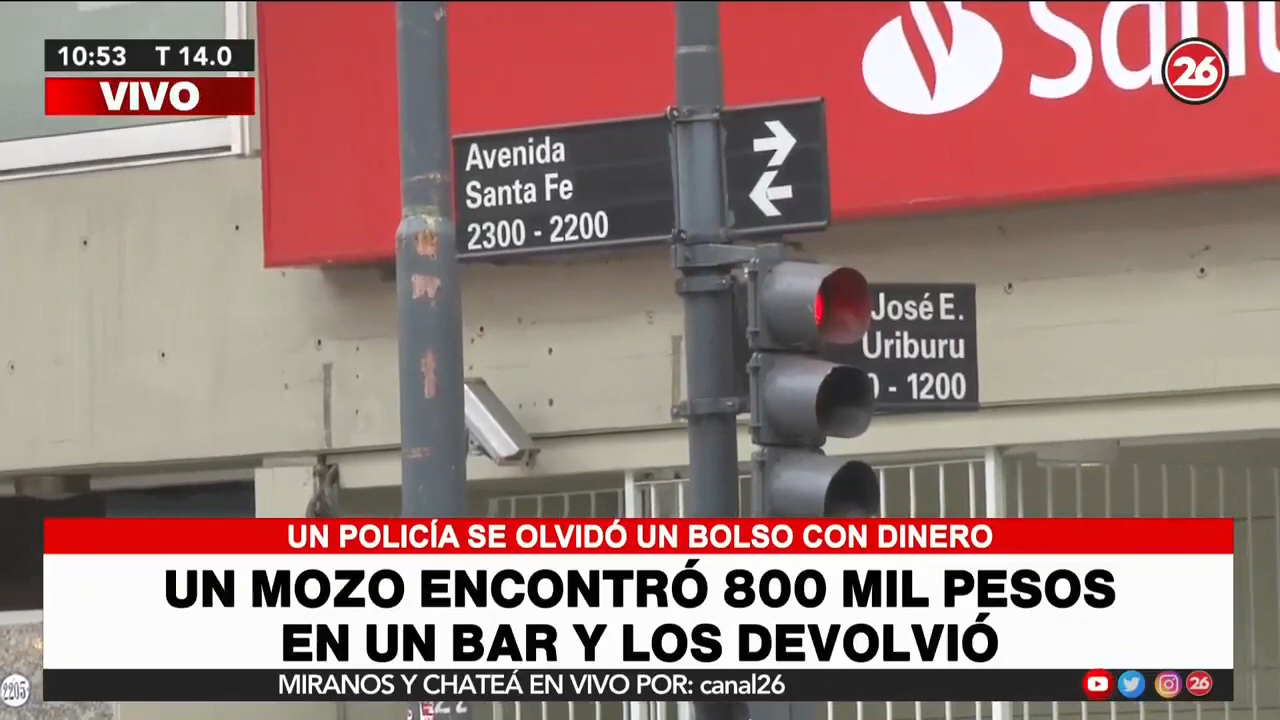 10:53 T 14.0
VIVO
26
Avenida
Santa Fe
2300 - 2200
José E.
Uriburu
- 1200
UN POLICÍA SE OLVIDÓ UN BOLSO CON DINERO
UN MOZO ENCONTRÓ 800 MIL PESOS
EN UN BAR Y LOS DEVOLVIÓ
MIRANOS Y CHATEÁ EN VIVO POR: canal26
26
2205